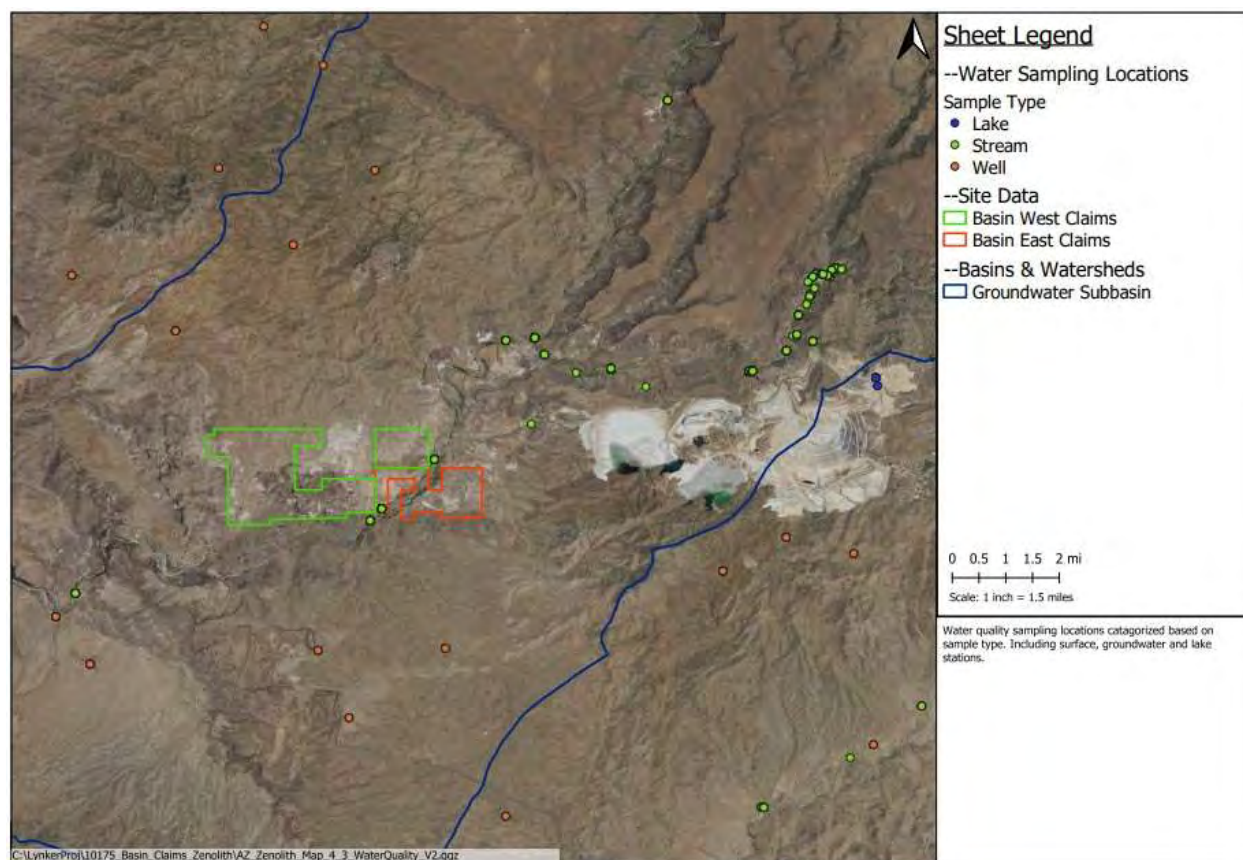 Sheet Legend
--Water Sampling Locations
Sample Type
Lake
Stream
Well
--Site Data
Basin West Claims
Basin East Claims
--Basins & Watersheds
Groundwater Subbasin
0 0.5 1 1.5 2 mi
Scale: 1 inch = 1.5 miles
Water quality sampling locations catagorized based on
sample type. Including surface, groundwater and lake
stations.
C:\LynkerProj\10175_Basin_Claims_Zenolith\AZ_Zenolith_Map_4_3_WaterQuality_V2.qgz